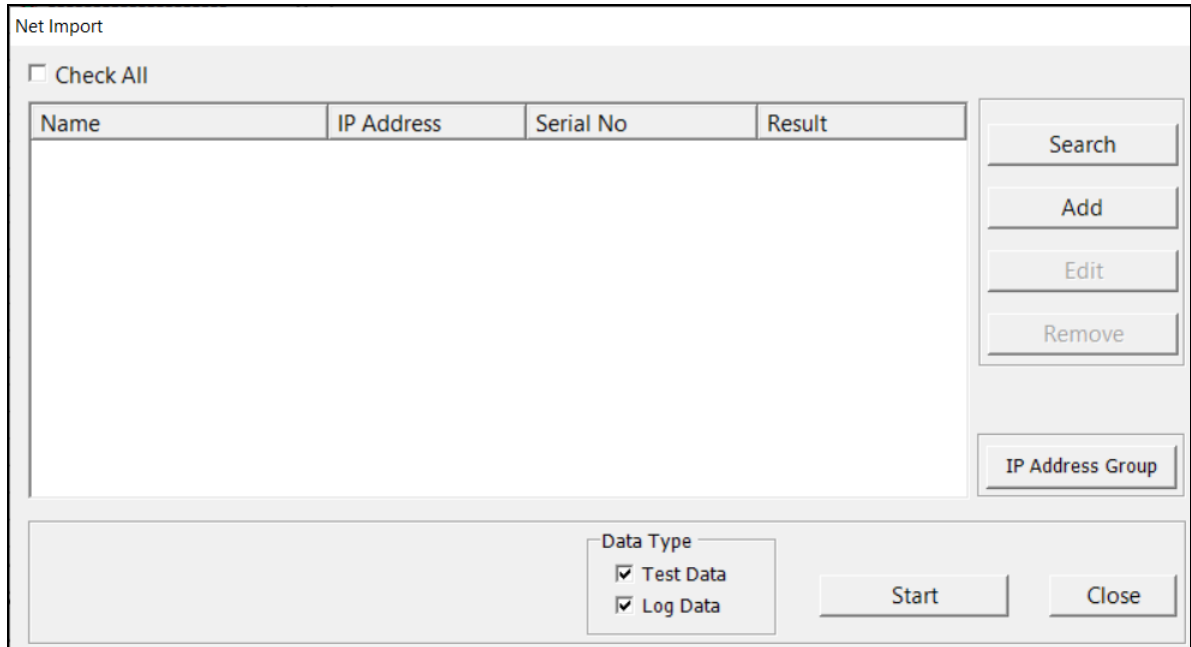 Net Import
Check All
Name IP Address Serial No Result
Search
Add
Edit
Remove
IP Address Group
Data Type
Test Data
Log Data
Start Close